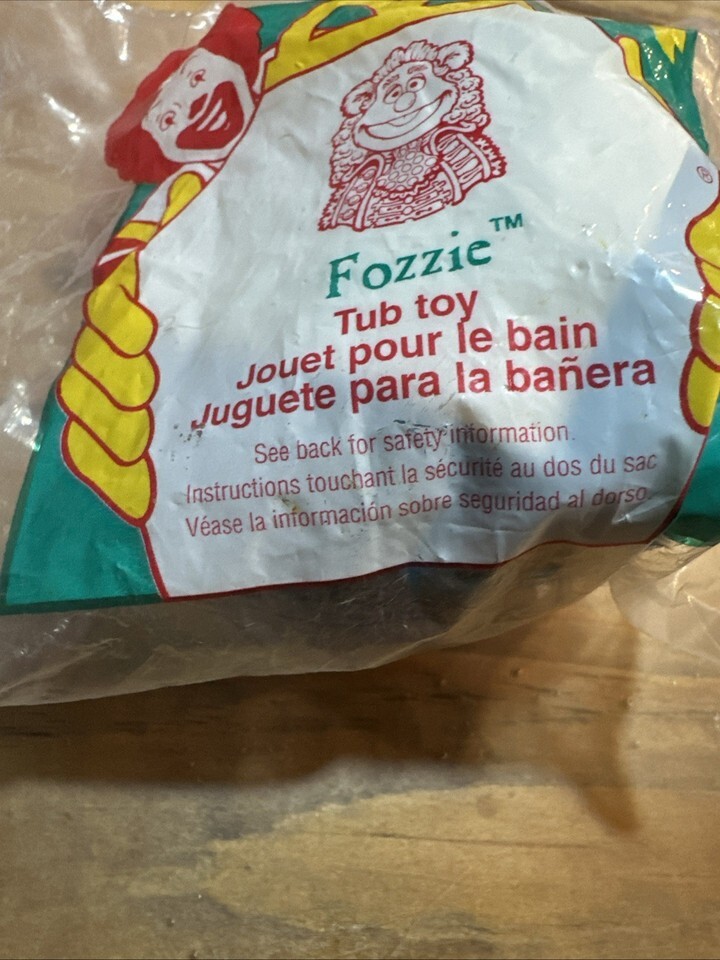 Fozzie™
Tub toy
Jouet pour le bain
Juguete para la bañera
See back for safety information.
Instructions touchant la sécurité au dos du sac
Véase la información sobre seguridad al dorso.
®